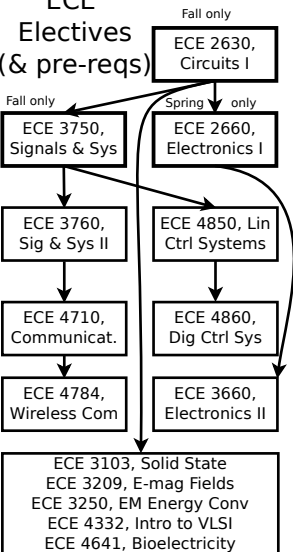 ECE
Electives
(& pre-reqs)
Fall only
ECE 2630,
Circuits I
Fall only
Spring only
ECE 3750,
Signals & Sys
ECE 2660,
Electronics I
ECE 3760,
Sig & Sys II
ECE 4850, Lin
Ctrl Systems
ECE 4710,
Communicat.
ECE 4860,
Dig Ctrl Sys
ECE 4784,
Wireless Com
ECE 3660,
Electronics II
ECE 3103, Solid State
ECE 3209, E-mag Fields
ECE 3250, EM Energy Conv
ECE 4332, Intro to VLSI
ECE 4641, Bioelectricity